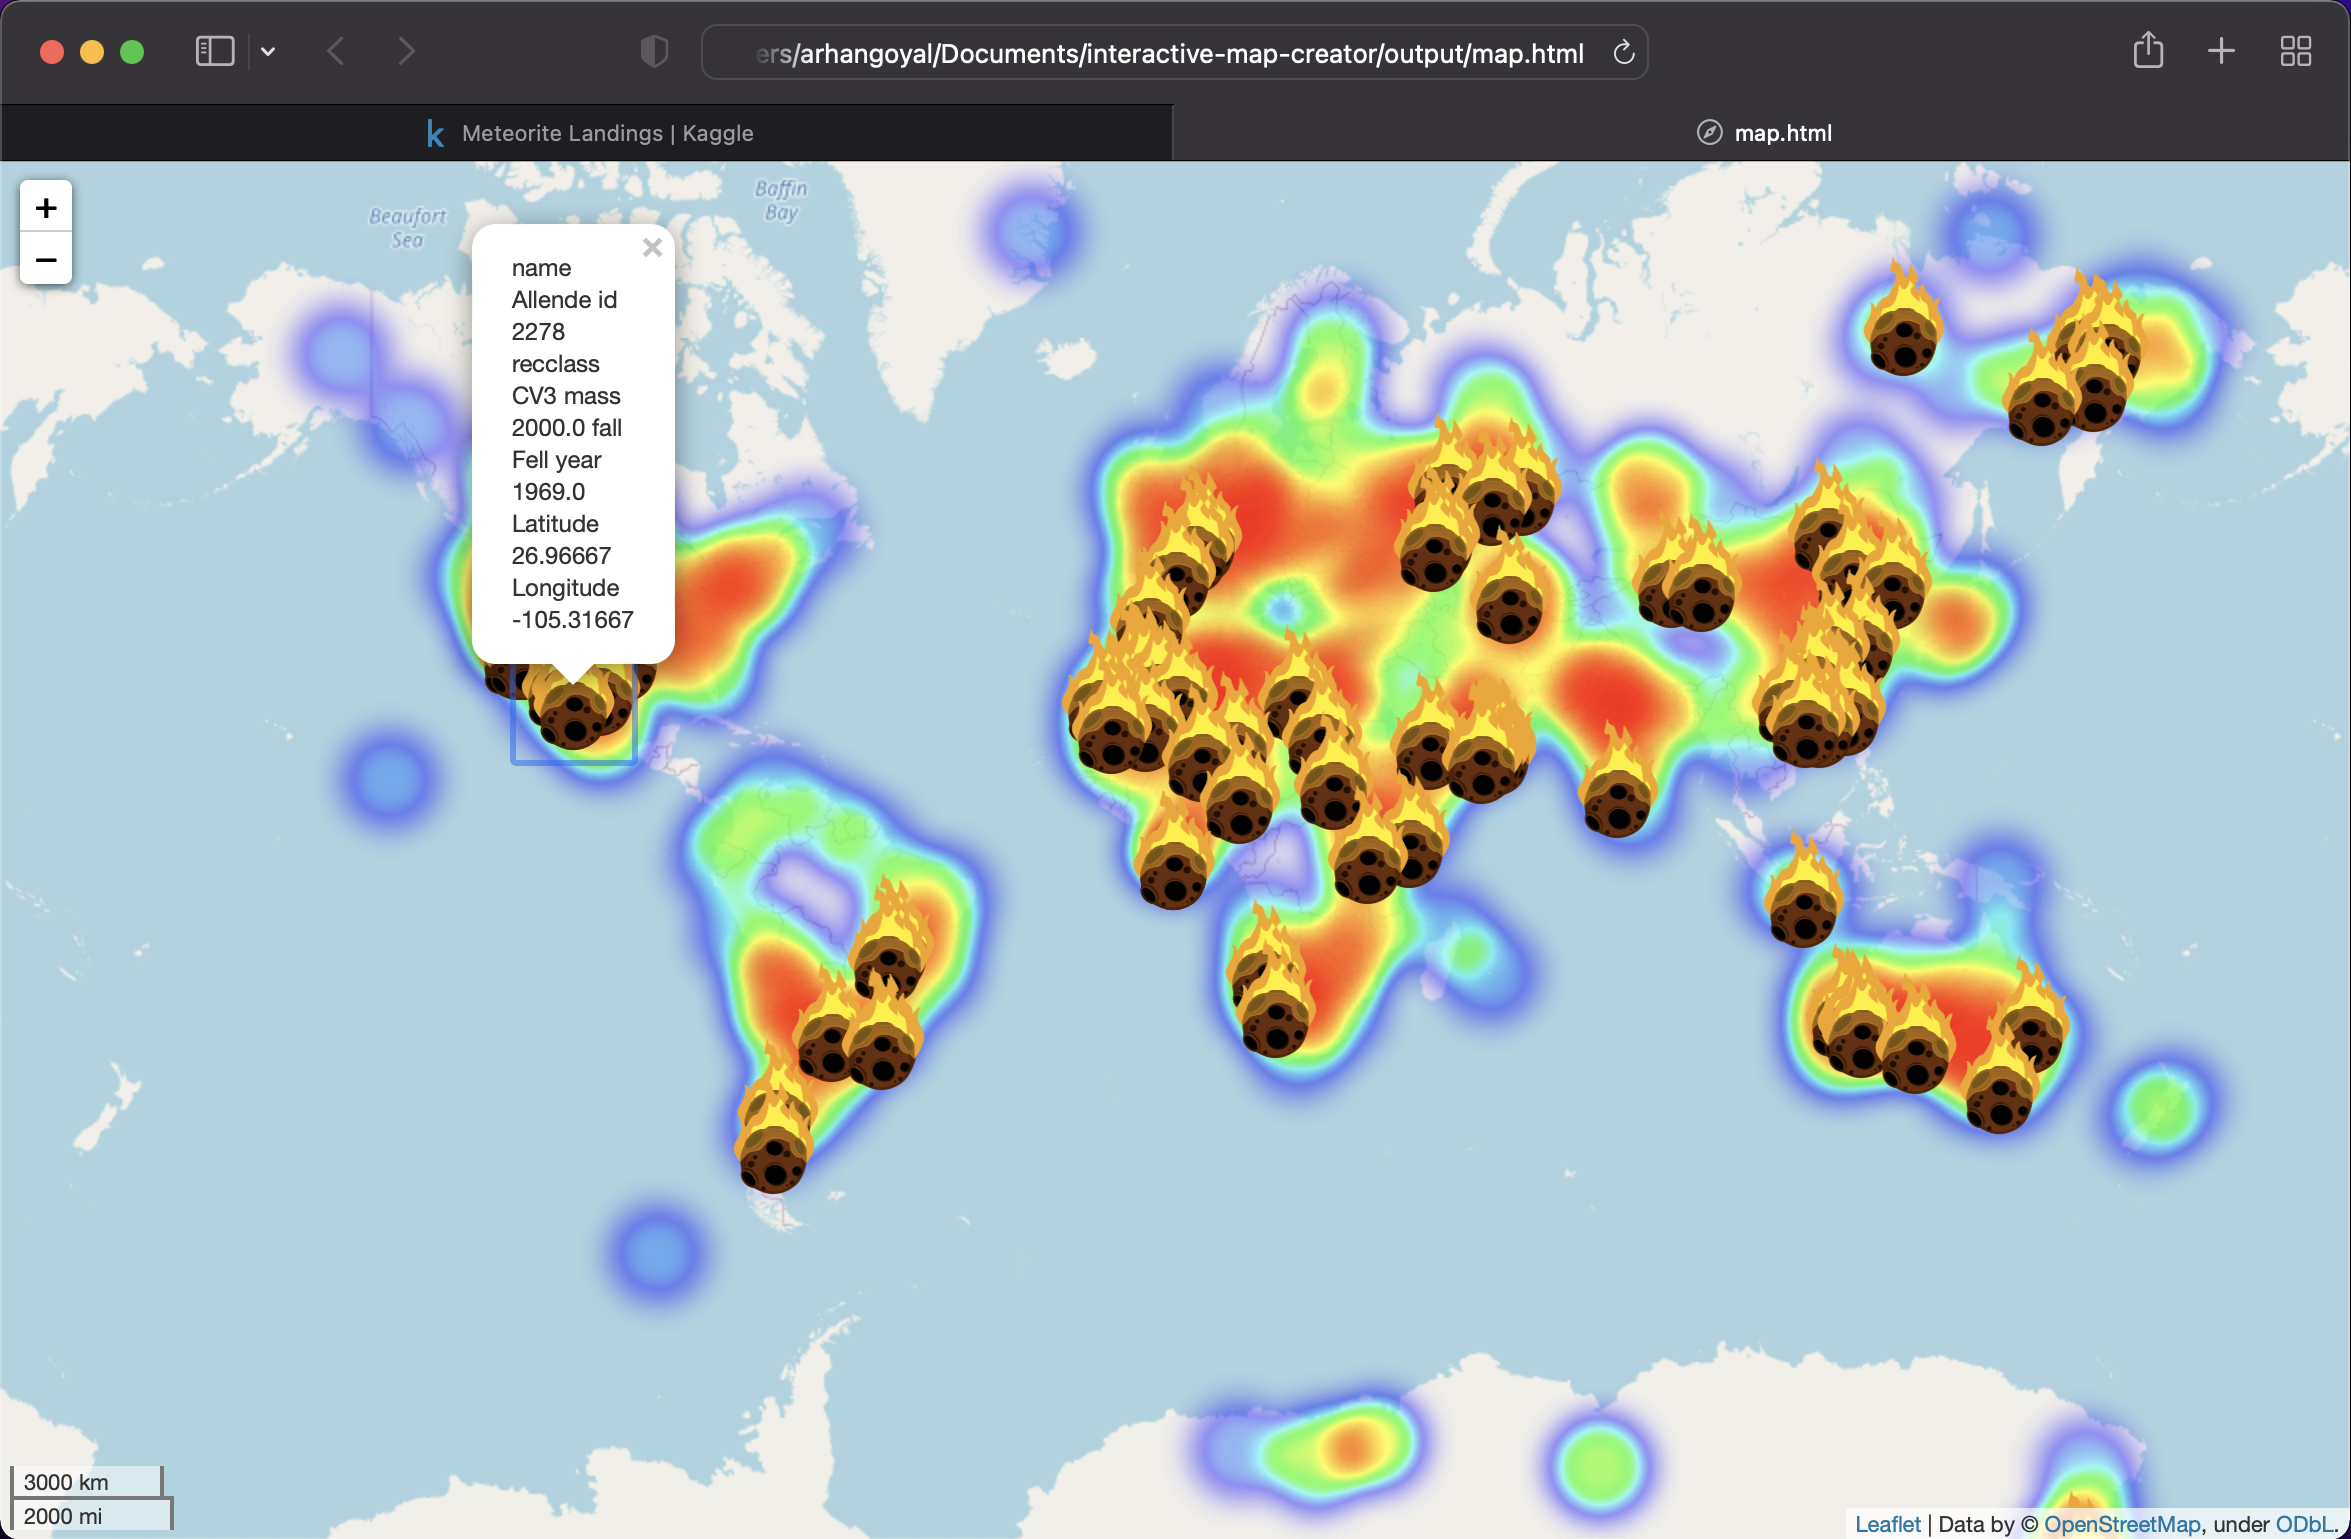 ers/arhangoyal/Documents/interactive-map-creator/output/map.html
Meteorite Landings | Kaggle
map.html
+
−
Beaufort
Sea
Baffin
Bay
name
Allende id
2278
recclass
CV3 mass
2000.0 fall
Fell year
1969.0
Latitude
26.96667
Longitude
-105.31667
3000 km
2000 mi
Leaflet | Data by © OpenStreetMap, under ODbL.